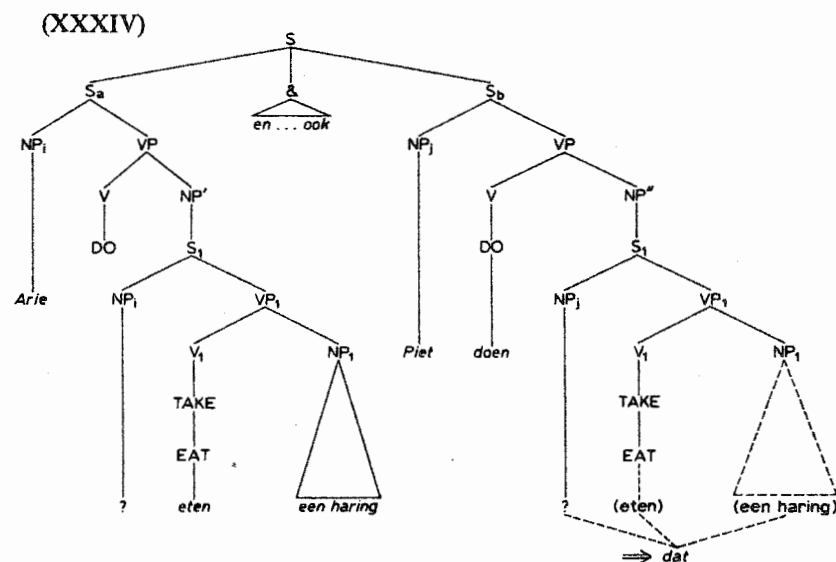 (XXXIV)
S
Sa & Sb
en ... ook
NPi VP NPj VP
V NP' V NP"
DO S1 DO S1
Arie NPi VP1 NPj VP1
V1 NP1 Piet doen V1 NP1
TAKE TAKE
EAT EAT
? eten een haring ? (eten) (een haring)
⇒ dat